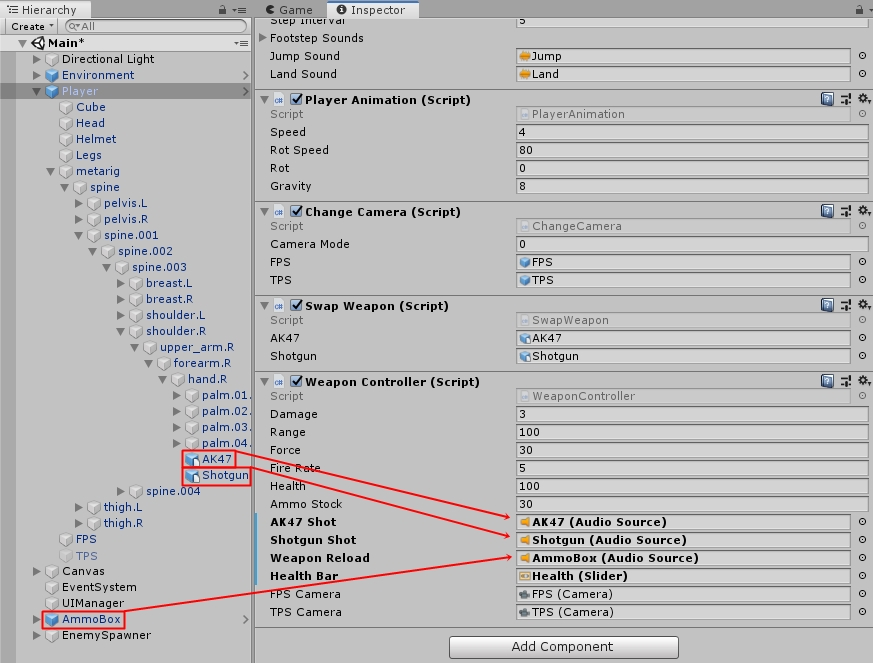 Hierarchy
Create
All
Main*
Directional Light
Environment
Player
Cube
Head
Helmet
Legs
metarig
spine
pelvis.L
pelvis.R
spine.001
spine.002
spine.003
breast.L
breast.R
shoulder.L
shoulder.R
upper_arm.R
forearm.R
hand.R
palm.01.
palm.02.
palm.03.
palm.04.
AK47
Shotgun
spine.004
thigh.L
thigh.R
FPS
TPS
Canvas
EventSystem
UIManager
AmmoBox
EnemySpawner
Game Inspector
Step Interval 5
Footstep Sounds
Jump Sound Jump
Land Sound Land
Player Animation (Script)
Script PlayerAnimation
Speed 4
Rot Speed 80
Rot 0
Gravity 8
Change Camera (Script)
Script ChangeCamera
Camera Mode 0
FPS FPS
TPS TPS
Swap Weapon (Script)
Script SwapWeapon
AK47 AK47
Shotgun Shotgun
Weapon Controller (Script)
Script WeaponController
Damage 3
Range 100
Force 30
Fire Rate 5
Health 100
Ammo Stock 30
AK47 Shot AK47 (Audio Source)
Shotgun Shot Shotgun (Audio Source)
Weapon Reload AmmoBox (Audio Source)
Health Bar Health (Slider)
FPS Camera FPS (Camera)
TPS Camera TPS (Camera)
Add Component